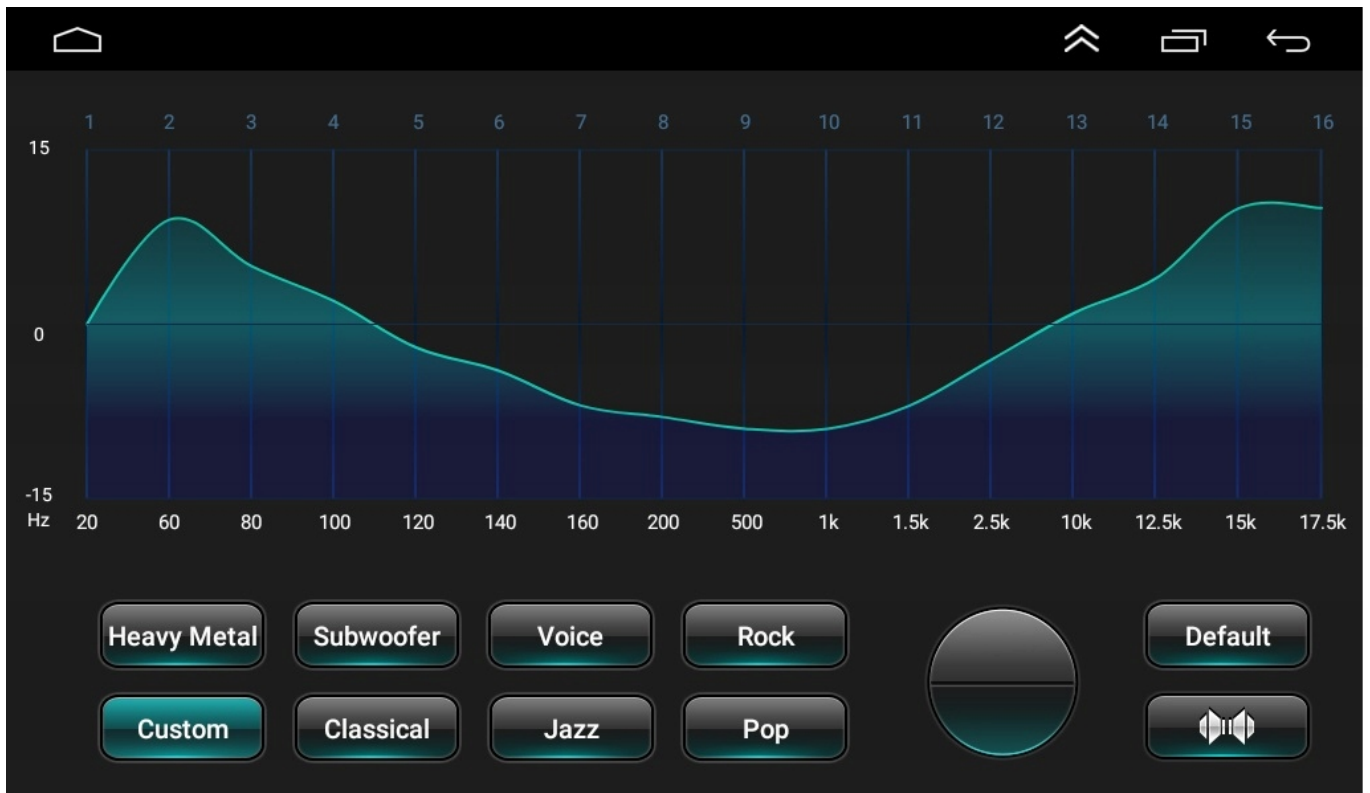 1 2 3 4 5 6 7 8 9 10 11 12 13 14 15 16
15
0
-15
Hz 20 60 80 100 120 140 160 200 500 1k 1.5k 2.5k 10k 12.5k 15k 17.5k
Heavy Metal Subwoofer Voice Rock Default
Custom Classical Jazz Pop